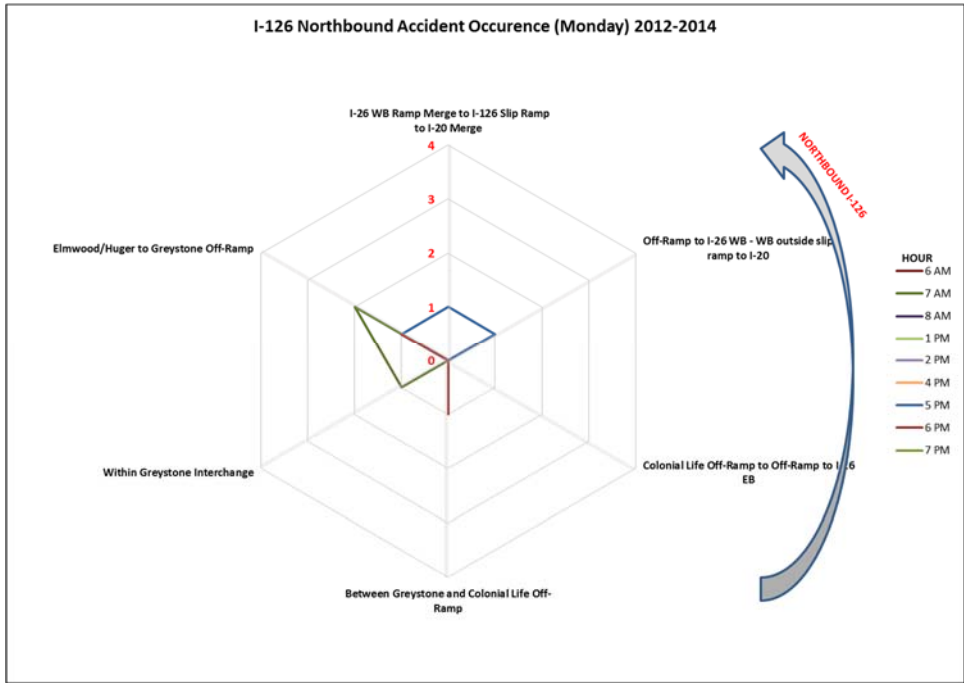 I-126 Northbound Accident Occurence (Monday) 2012-2014
I-26 WB Ramp Merge to I-126 Slip Ramp
to I-20 Merge
4
3
2
1
0
NORTHBOUND I-126
Elmwood/Huger to Greystone Off-Ramp
Off-Ramp to I-26 WB - WB outside slip
ramp to I-20
HOUR
6 AM
7 AM
8 AM
1 PM
2 PM
4 PM
5 PM
6 PM
7 PM
Within Greystone Interchange
Colonial Life Off-Ramp to Off-Ramp to I-26
EB
Between Greystone and Colonial Life Off-
Ramp